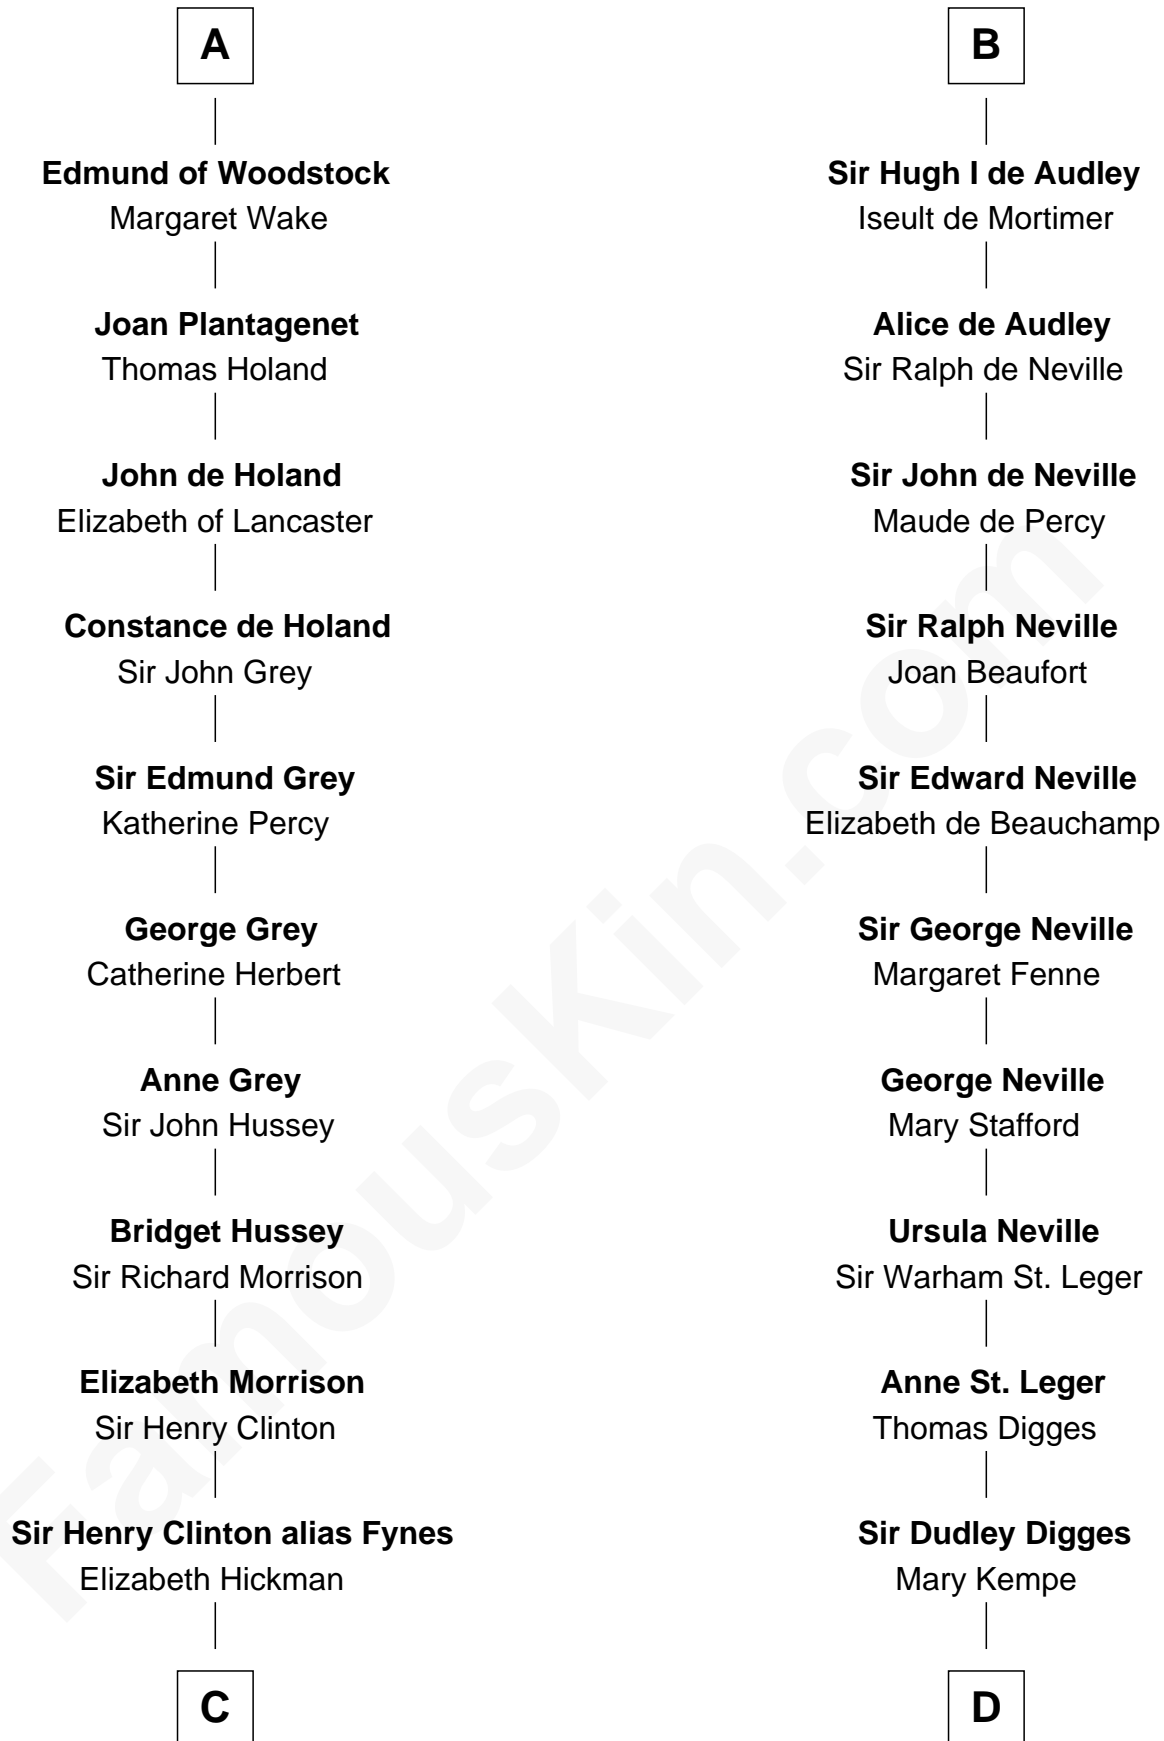 A
Edmund of Woodstock
Margaret Wake
Joan Plantagenet
Thomas Holand
John de Holand
Elizabeth of Lancaster
Constance de Holand
Sir John Grey
Sir Edmund Grey
Katherine Percy
George Grey
Catherine Herbert
Anne Grey
Sir John Hussey
Bridget Hussey
Sir Richard Morrison
Elizabeth Morrison
Sir Henry Clinton
Sir Henry Clinton alias Fynes
Elizabeth Hickman
C
B
Sir Hugh I de Audley
Iseult de Mortimer
Alice de Audley
Sir Ralph de Neville
Sir John de Neville
Maude de Percy
Sir Ralph Neville
Joan Beaufort
Sir Edward Neville
Elizabeth de Beauchamp
Sir George Neville
Margaret Fenne
George Neville
Mary Stafford
Ursula Neville
Sir Warham St. Leger
Anne St. Leger
Thomas Digges
Sir Dudley Digges
Mary Kempe
D
FamousKin.com